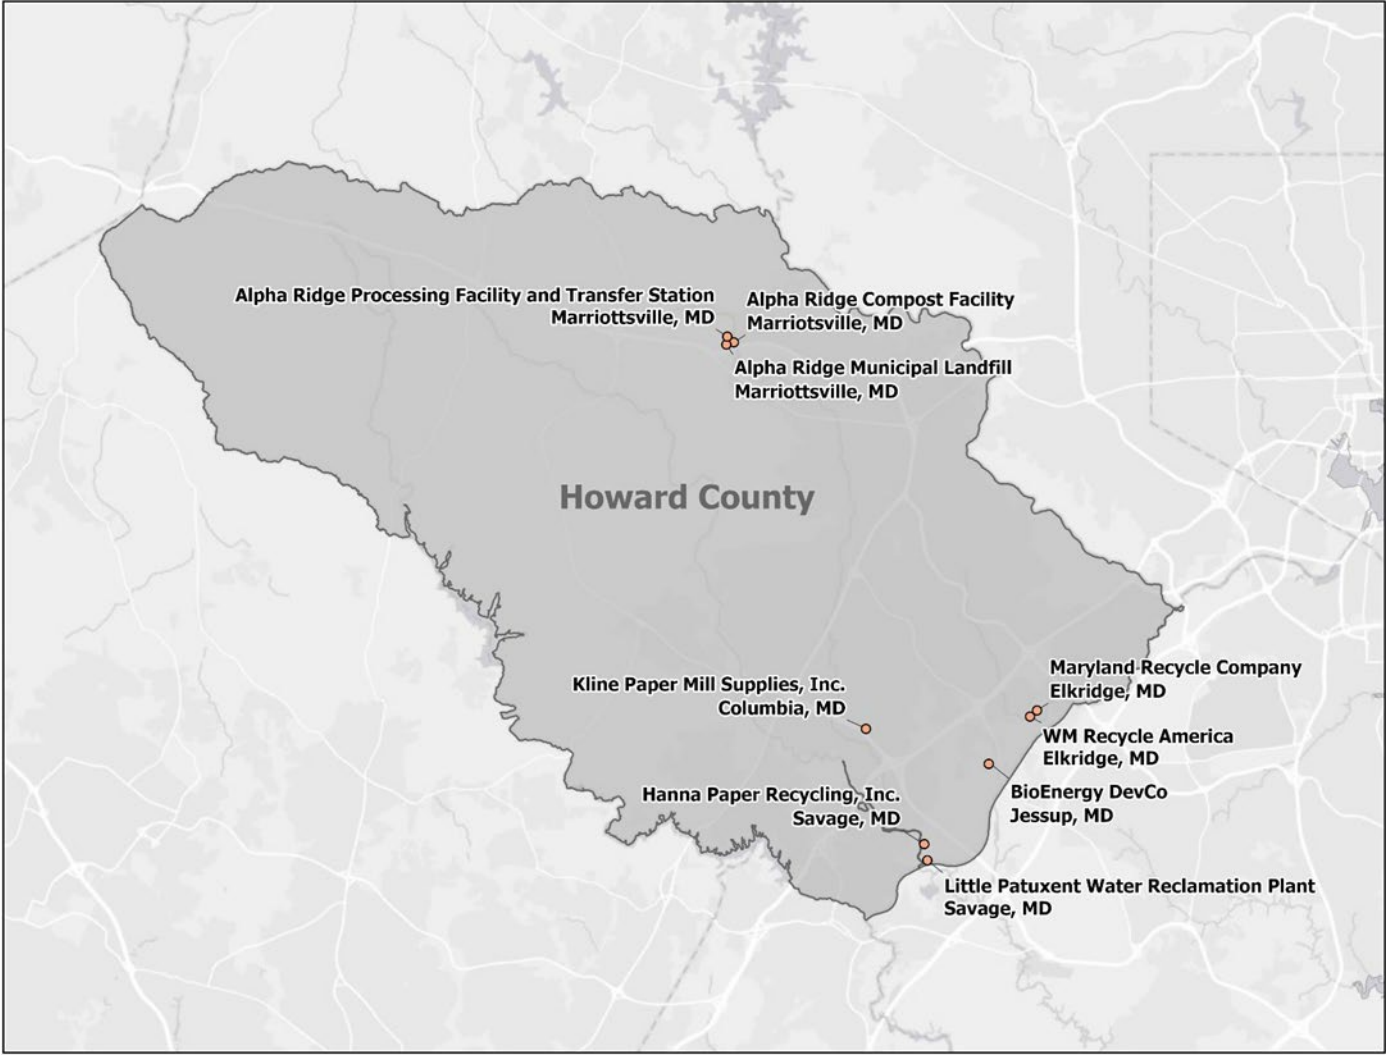 Alpha Ridge Processing Facility and Transfer Station
Marriottsville, MD
Alpha Ridge Compost Facility
Marriotsville, MD
Alpha Ridge Municipal Landfill
Marriottsville, MD
Howard County
Maryland Recycle Company
Elkridge, MD
Kline Paper Mill Supplies, Inc.
Columbia, MD
WM Recycle America
Elkridge, MD
BioEnergy DevCo
Jessup, MD
Hanna Paper Recycling, Inc.
Savage, MD
Little Patuxent Water Reclamation Plant
Savage, MD